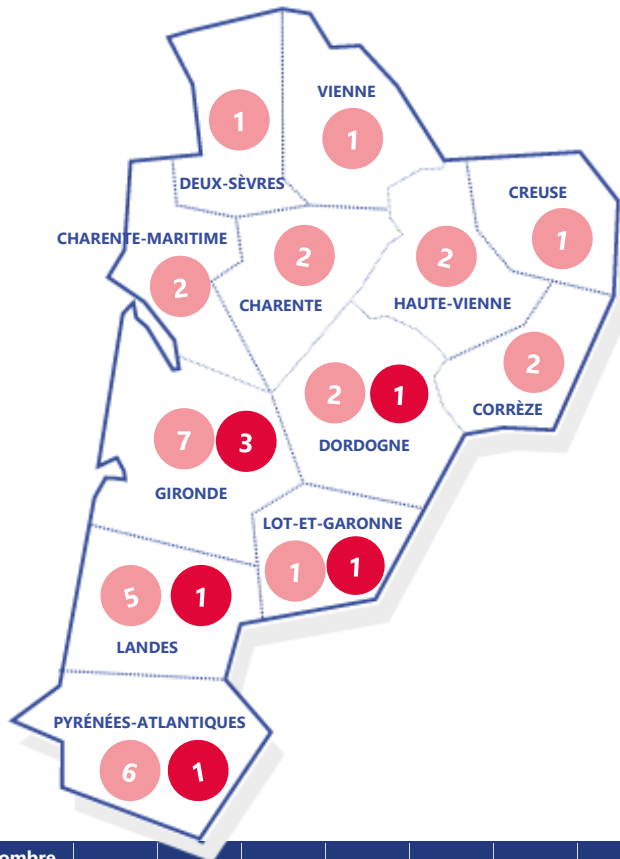 VIENNE
1
1
DEUX-SÈVRES
CREUSE
1
CHARENTE-MARITIME
2
2
CHARENTE
2
HAUTE-VIENNE
2
CORRÈZE
2 1
DORDOGNE
7 3
GIRONDE
LOT-ET-GARONNE
1 1
5 1
LANDES
PYRÉNÉES-ATLANTIQUES
6 1